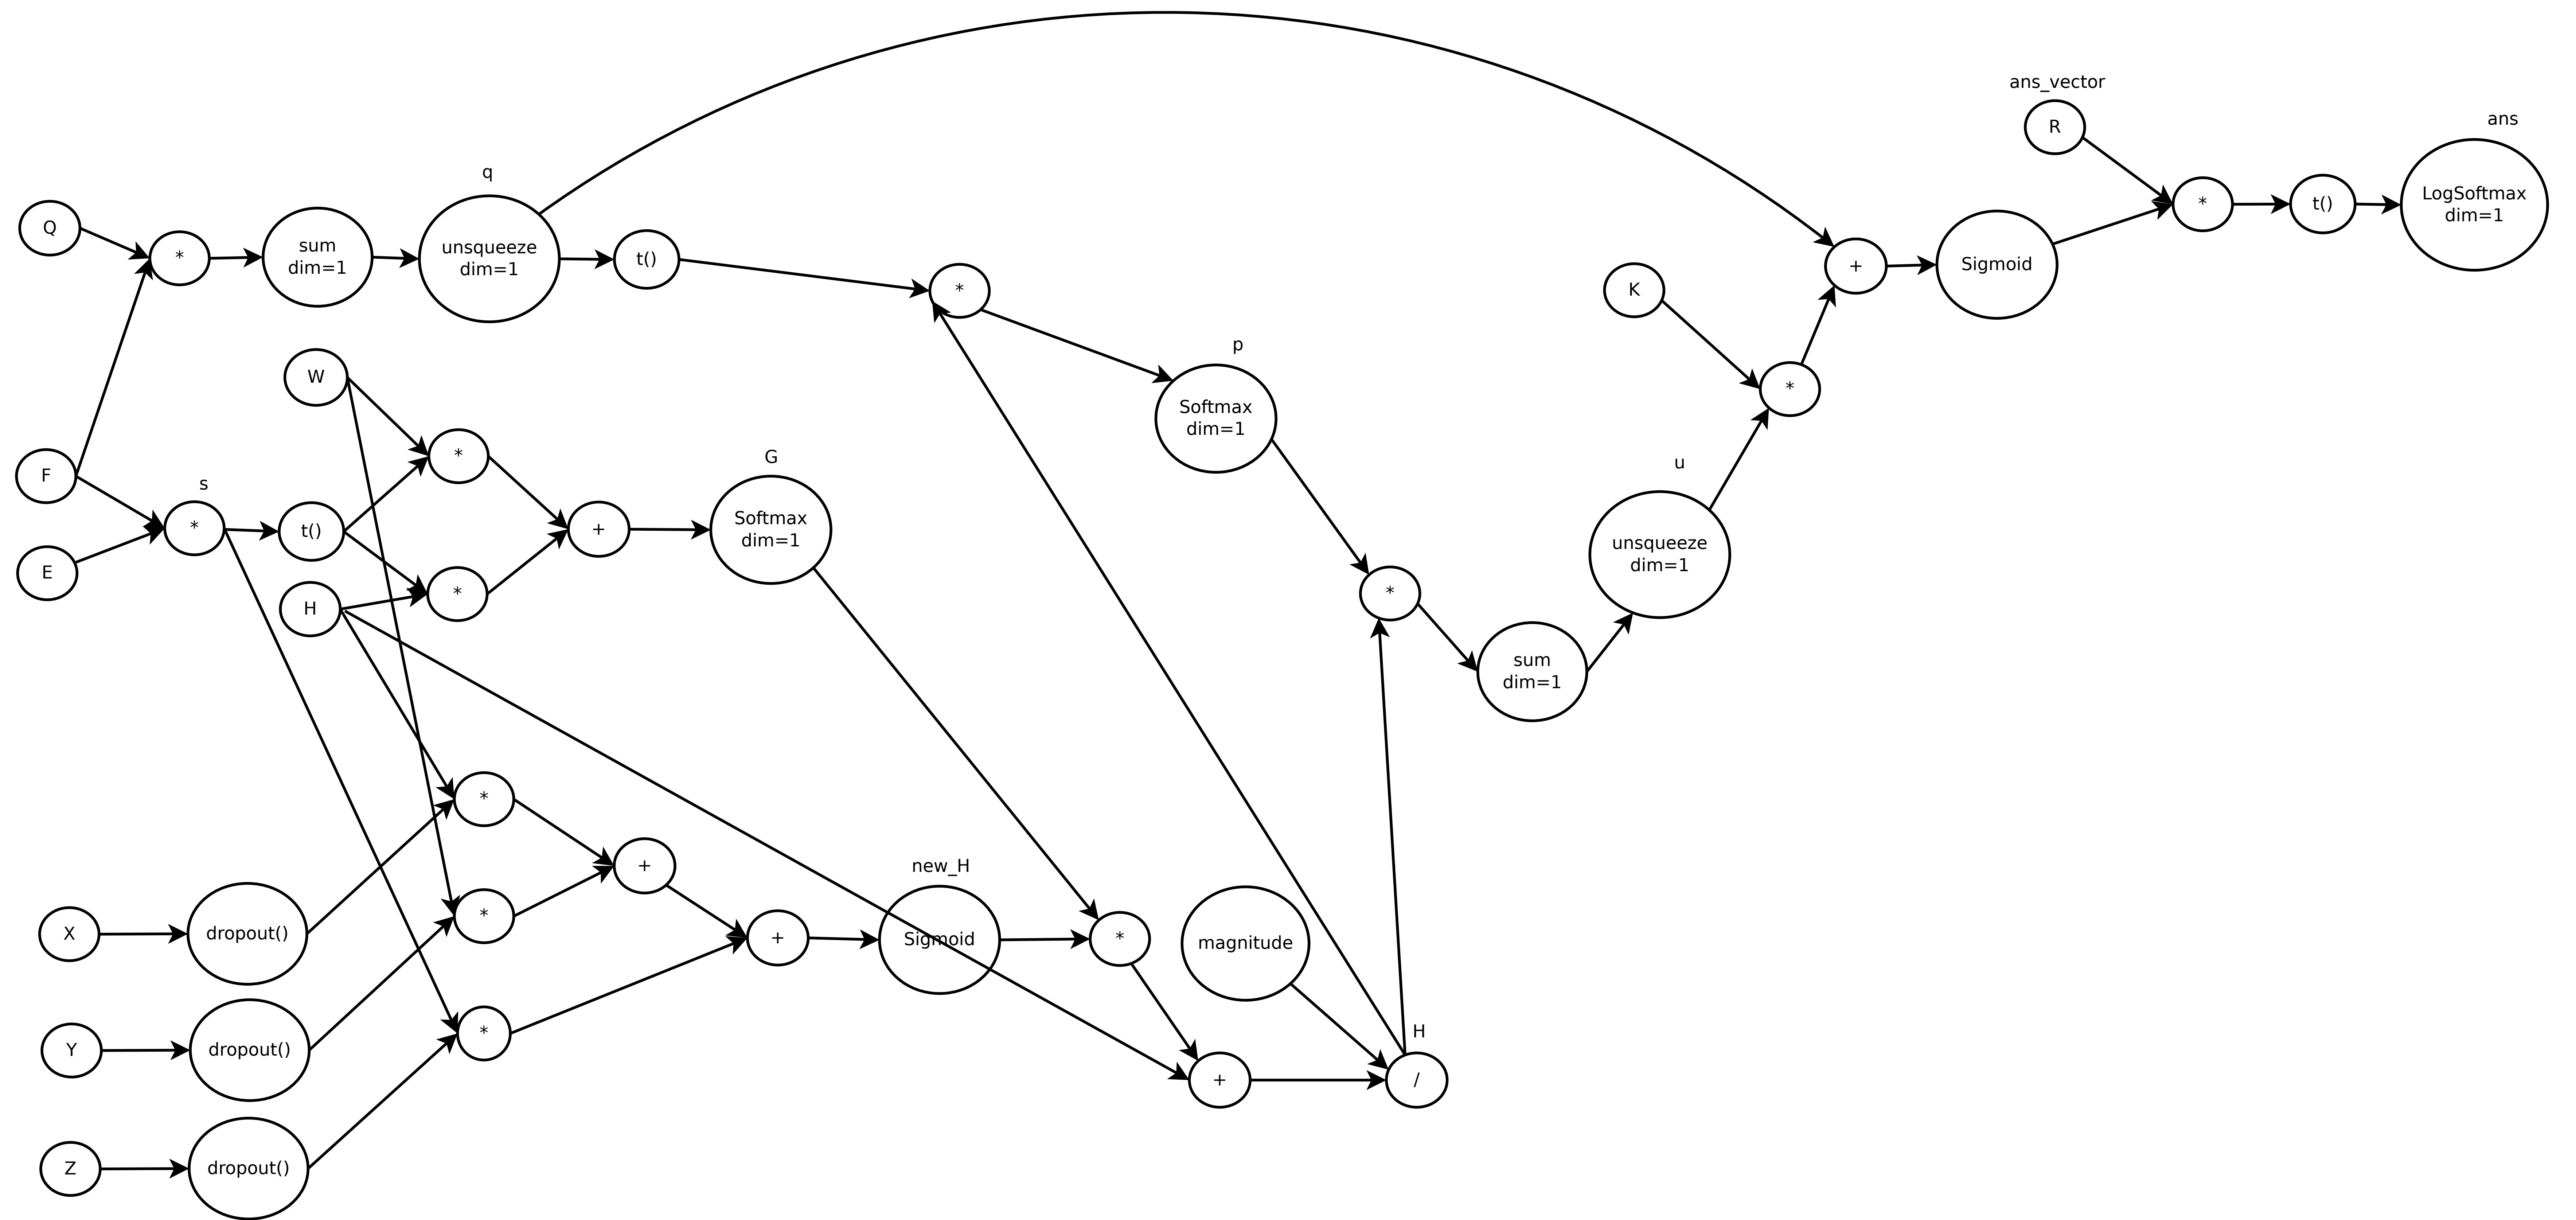 ans_vector
R
ans
q
Q
*
sum
dim=1
unsqueeze
dim=1
t()
*
+
Sigmoid
*
t()
LogSoftmax
dim=1
K
*
p
Softmax
dim=1
W
*
F
s
*
t()
E
H
*
+
G
Softmax
dim=1
*
sum
dim=1
u
unsqueeze
dim=1
*
*
+
*
+
new_H
Sigmoid
*
magnitude
H
/
+
X
dropout()
Y
dropout()
Z
dropout()